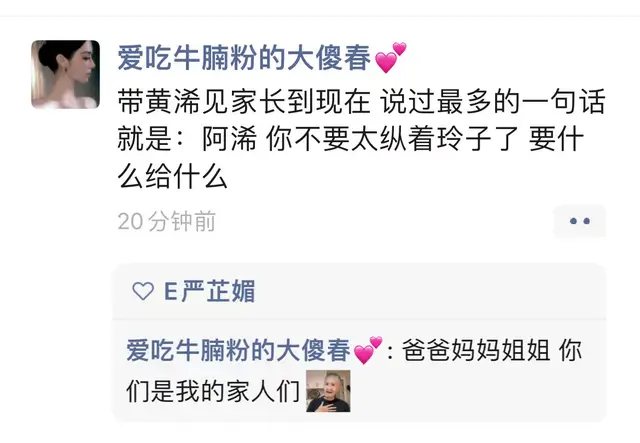 爱吃牛腩粉的大傻春💕
带黄浠见家长到现在 说过最多的一句话
就是：阿浠 你不要太纵着玲子了 要什
么给什么
20分钟前
E严芷媚
爱吃牛腩粉的大傻春💕: 爸爸妈妈姐姐 你
们是我的家人们